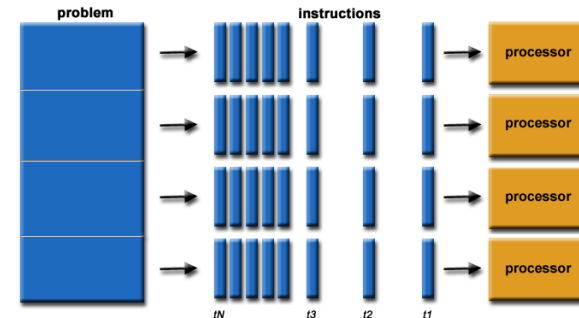 problem
instructions
processor
processor
processor
processor
tN t3 t2 t1